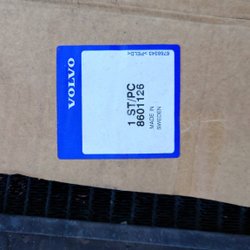 VOLVO
1 ST/PC
8601126
MADE IN
SWEDEN